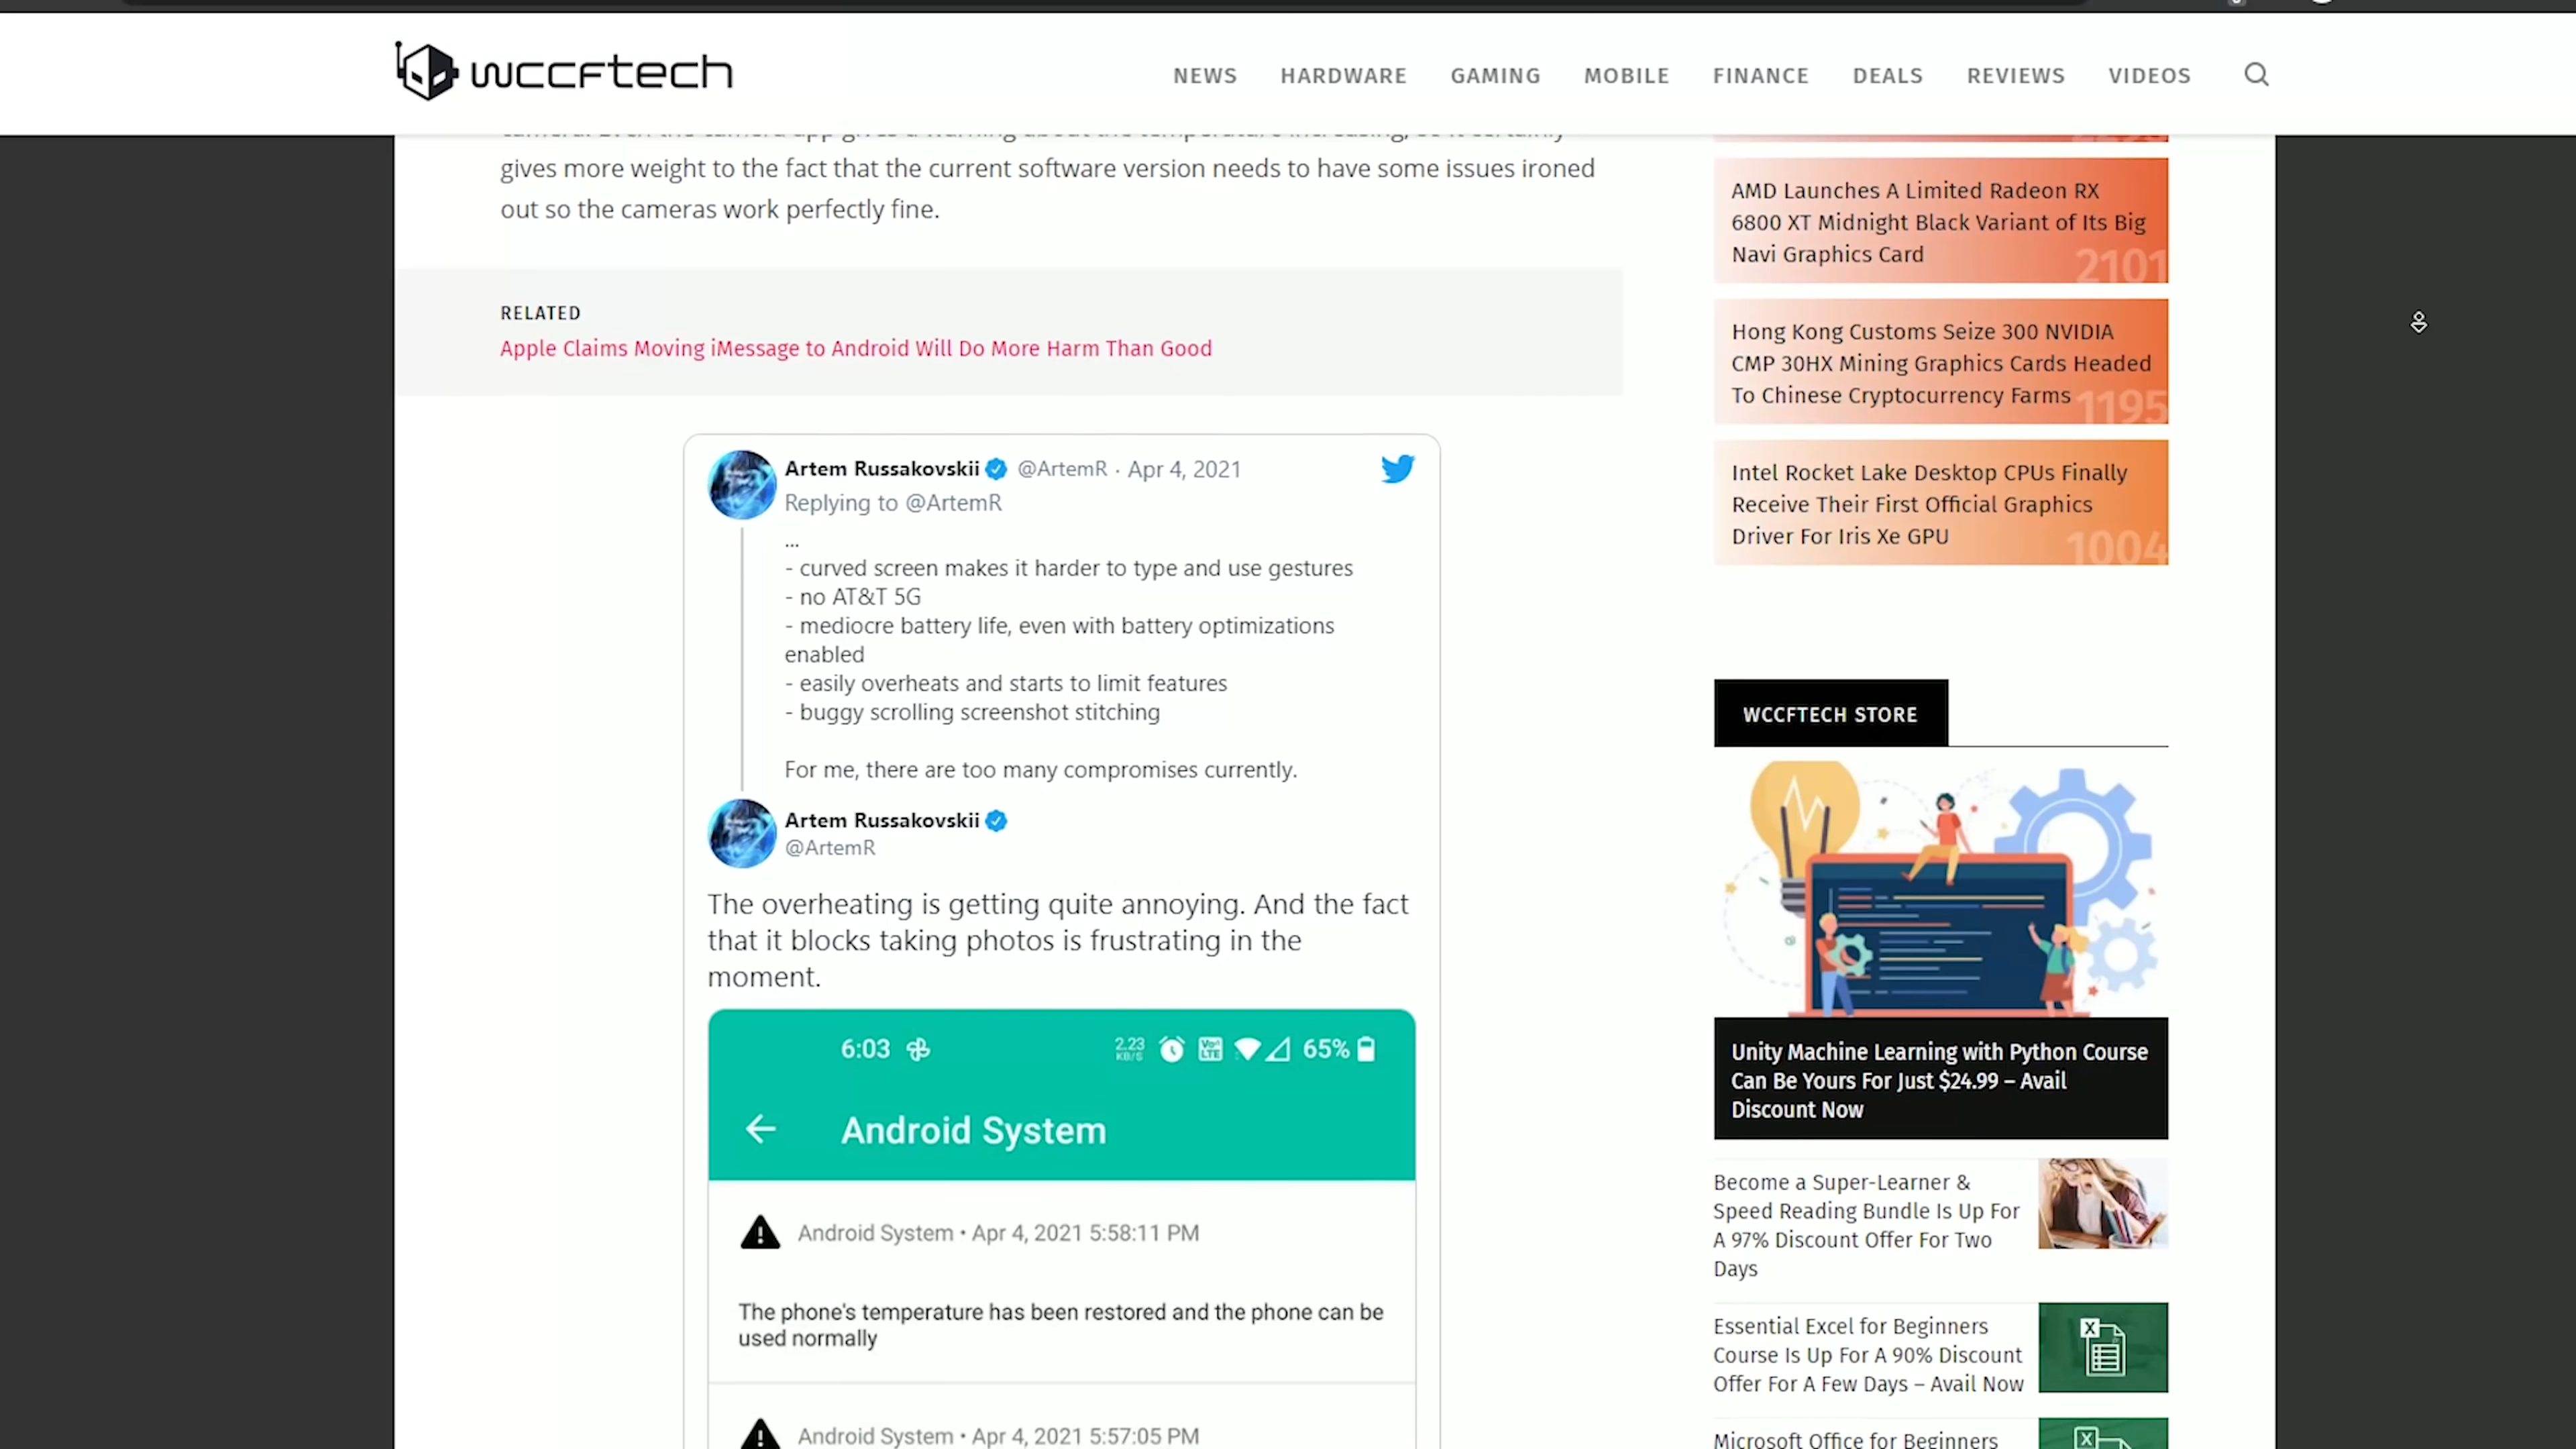 wccftech
NEWS HARDWARE GAMING MOBILE FINANCE DEALS REVIEWS VIDEOS
gives more weight to the fact that the current software version needs to have some issues ironed
out so the cameras work perfectly fine.
RELATED
Apple Claims Moving iMessage to Android Will Do More Harm Than Good
Artem Russakovskii @ArtemR · Apr 4, 2021
Replying to @ArtemR
...
- curved screen makes it harder to type and use gestures
- no AT&T 5G
- mediocre battery life, even with battery optimizations
enabled
- easily overheats and starts to limit features
- buggy scrolling screenshot stitching
For me, there are too many compromises currently.
Artem Russakovskii
@ArtemR
The overheating is getting quite annoying. And the fact
that it blocks taking photos is frustrating in the
moment.
6:03 2.23 KB/S Vo LTE 65%
Android System
Android System • Apr 4, 2021 5:58:11 PM
The phone's temperature has been restored and the phone can be
used normally
Android System • Apr 4, 2021 5:57:05 PM
AMD Launches A Limited Radeon RX
6800 XT Midnight Black Variant of Its Big
Navi Graphics Card
2101
Hong Kong Customs Seize 300 NVIDIA
CMP 30HX Mining Graphics Cards Headed
To Chinese Cryptocurrency Farms
1195
Intel Rocket Lake Desktop CPUs Finally
Receive Their First Official Graphics
Driver For Iris Xe GPU
1004
WCCFTECH STORE
Unity Machine Learning with Python Course
Can Be Yours For Just $24.99 – Avail
Discount Now
Become a Super-Learner &
Speed Reading Bundle Is Up For
A 97% Discount Offer For Two
Days
Essential Excel for Beginners
Course Is Up For A 90% Discount
Offer For A Few Days – Avail Now
Microsoft Office for Beginners